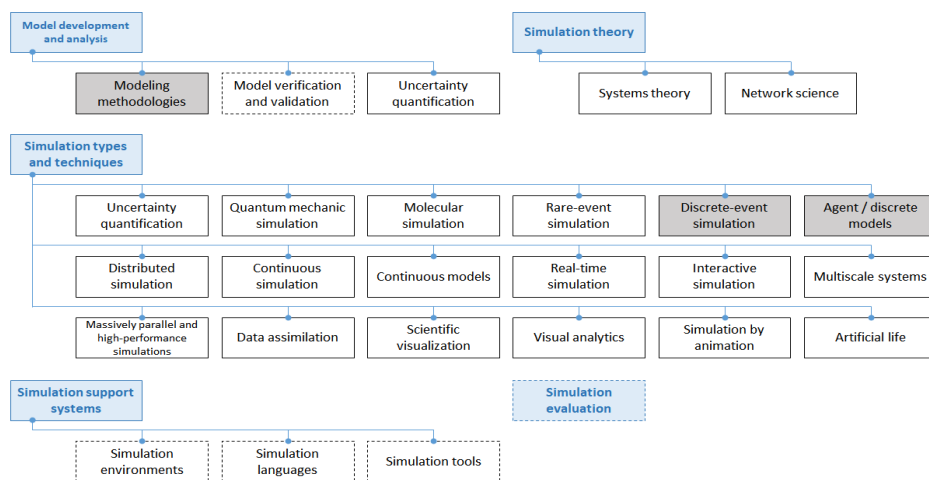 Model development
and analysis
Simulation theory
Modeling
methodologies
Model verification
and validation
Uncertainty
quantification
Systems theory
Network science
Simulation types
and techniques
Uncertainty
quantification
Quantum mechanic
simulation
Molecular
simulation
Rare-event
simulation
Discrete-event
simulation
Agent / discrete
models
Distributed
simulation
Continuous
simulation
Continuous models
Real-time
simulation
Interactive
simulation
Multiscale systems
Massively parallel and
high-performance
simulations
Data assimilation
Scientific
visualization
Visual analytics
Simulation by
animation
Artificial life
Simulation support
systems
Simulation
evaluation
Simulation
environments
Simulation
languages
Simulation tools